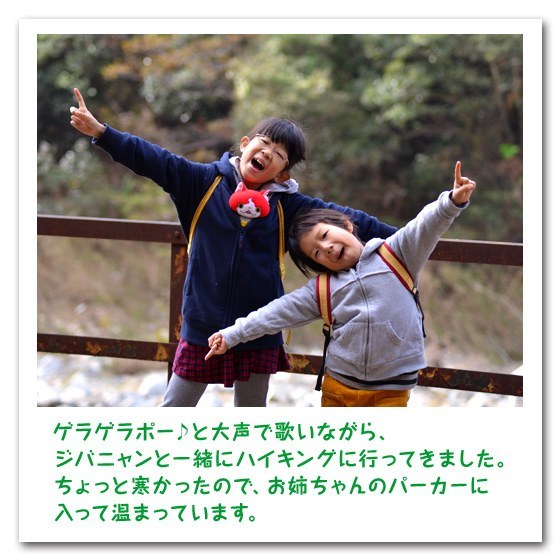 ゲラゲラポー♪と大声で歌いながら、
ジバニャンと一緒にハイキングに行ってきました。
ちょっと寒かったので、お姉ちゃんのパーカーに
入って温まっています。